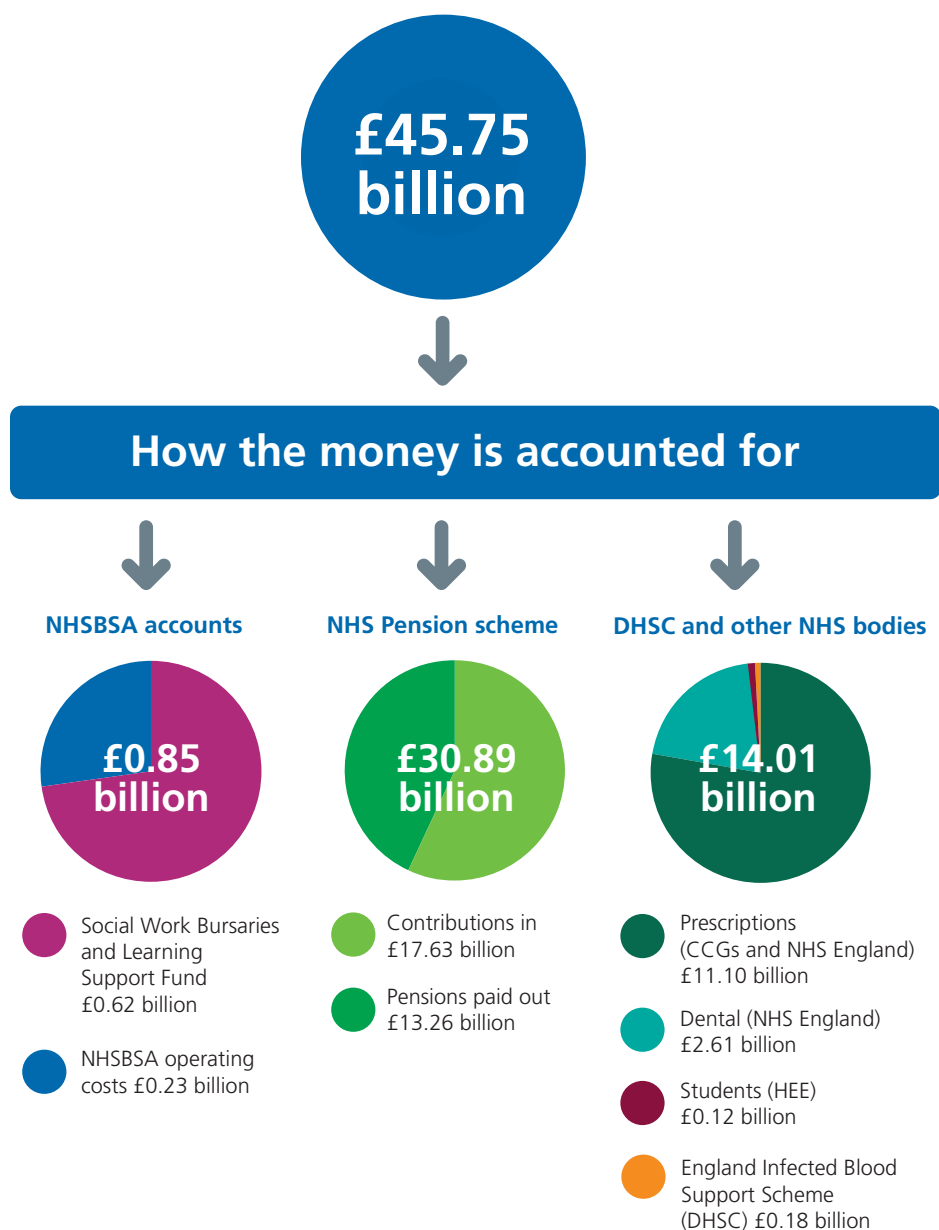 £45.75
billion
How the money is accounted for
NHSBSA accounts
£0.85
billion
Social Work Bursaries
and Learning
Support Fund
£0.62 billion
NHSBSA operating
costs £0.23 billion
NHS Pension scheme
£30.89
billion
Contributions in
£17.63 billion
Pensions paid out
£13.26 billion
DHSC and other NHS bodies
£14.01
billion
Prescriptions
(CCGs and NHS England)
£11.10 billion
Dental (NHS England)
£2.61 billion
Students (HEE)
£0.12 billion
England Infected Blood
Support Scheme
(DHSC) £0.18 billion